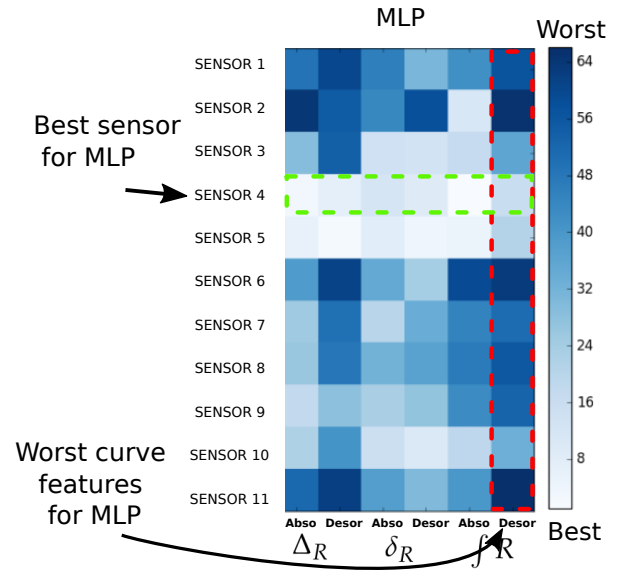 MLP
Worst
SENSOR 1
SENSOR 2
SENSOR 3
SENSOR 4
SENSOR 5
SENSOR 6
SENSOR 7
SENSOR 8
SENSOR 9
SENSOR 10
SENSOR 11
Best sensor
for MLP
Worst curve
features
for MLP
64
56
48
40
32
24
16
8
Best
Abso Desor Abso Desor Abso Desor
Δ_R δ_R ∫R